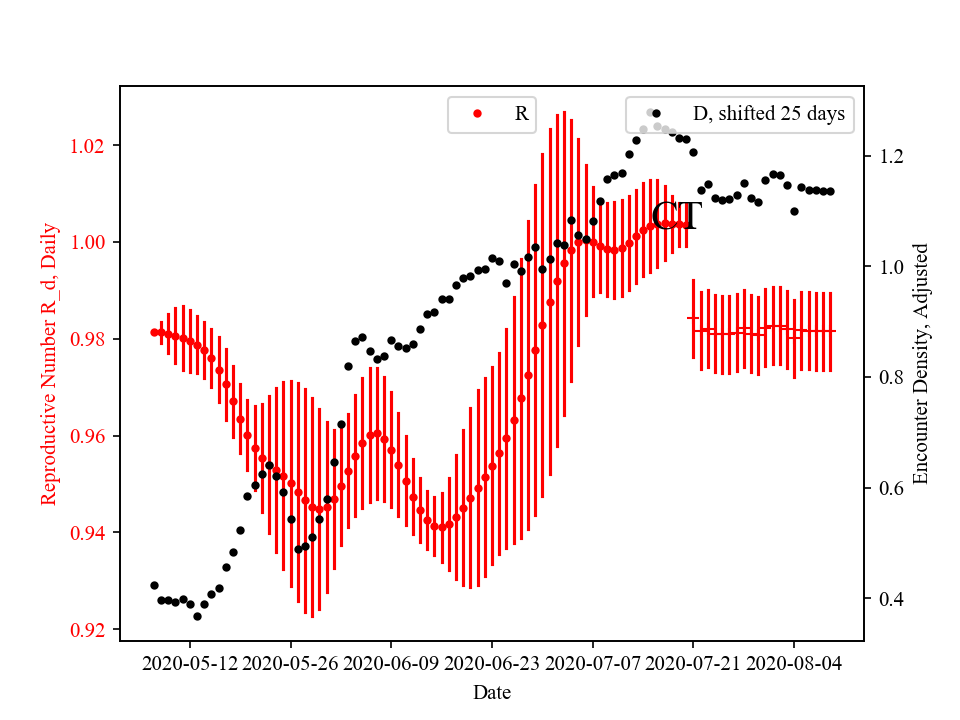 R
D, shifted 25 days
CT
1.02
1.00
0.98
0.96
0.94
0.92
Reproductive Number R_d, Daily
1.2
1.0
0.8
0.6
0.4
Encounter Density, Adjusted
2020-05-12 2020-05-26 2020-06-09 2020-06-23 2020-07-07 2020-07-21 2020-08-04
Date